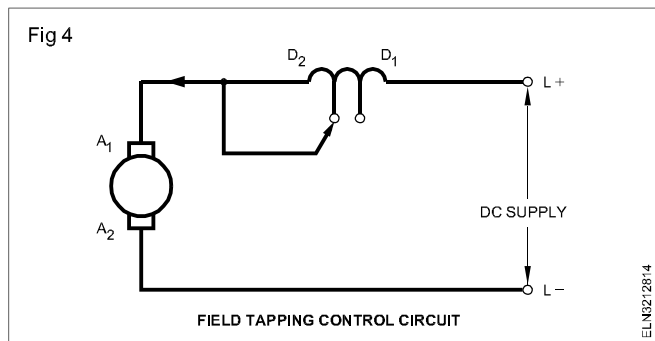 Fig 4
D2 D1
L+
A1
A2
DC SUPPLY
L−
FIELD TAPPING CONTROL CIRCUIT
ELN3212814